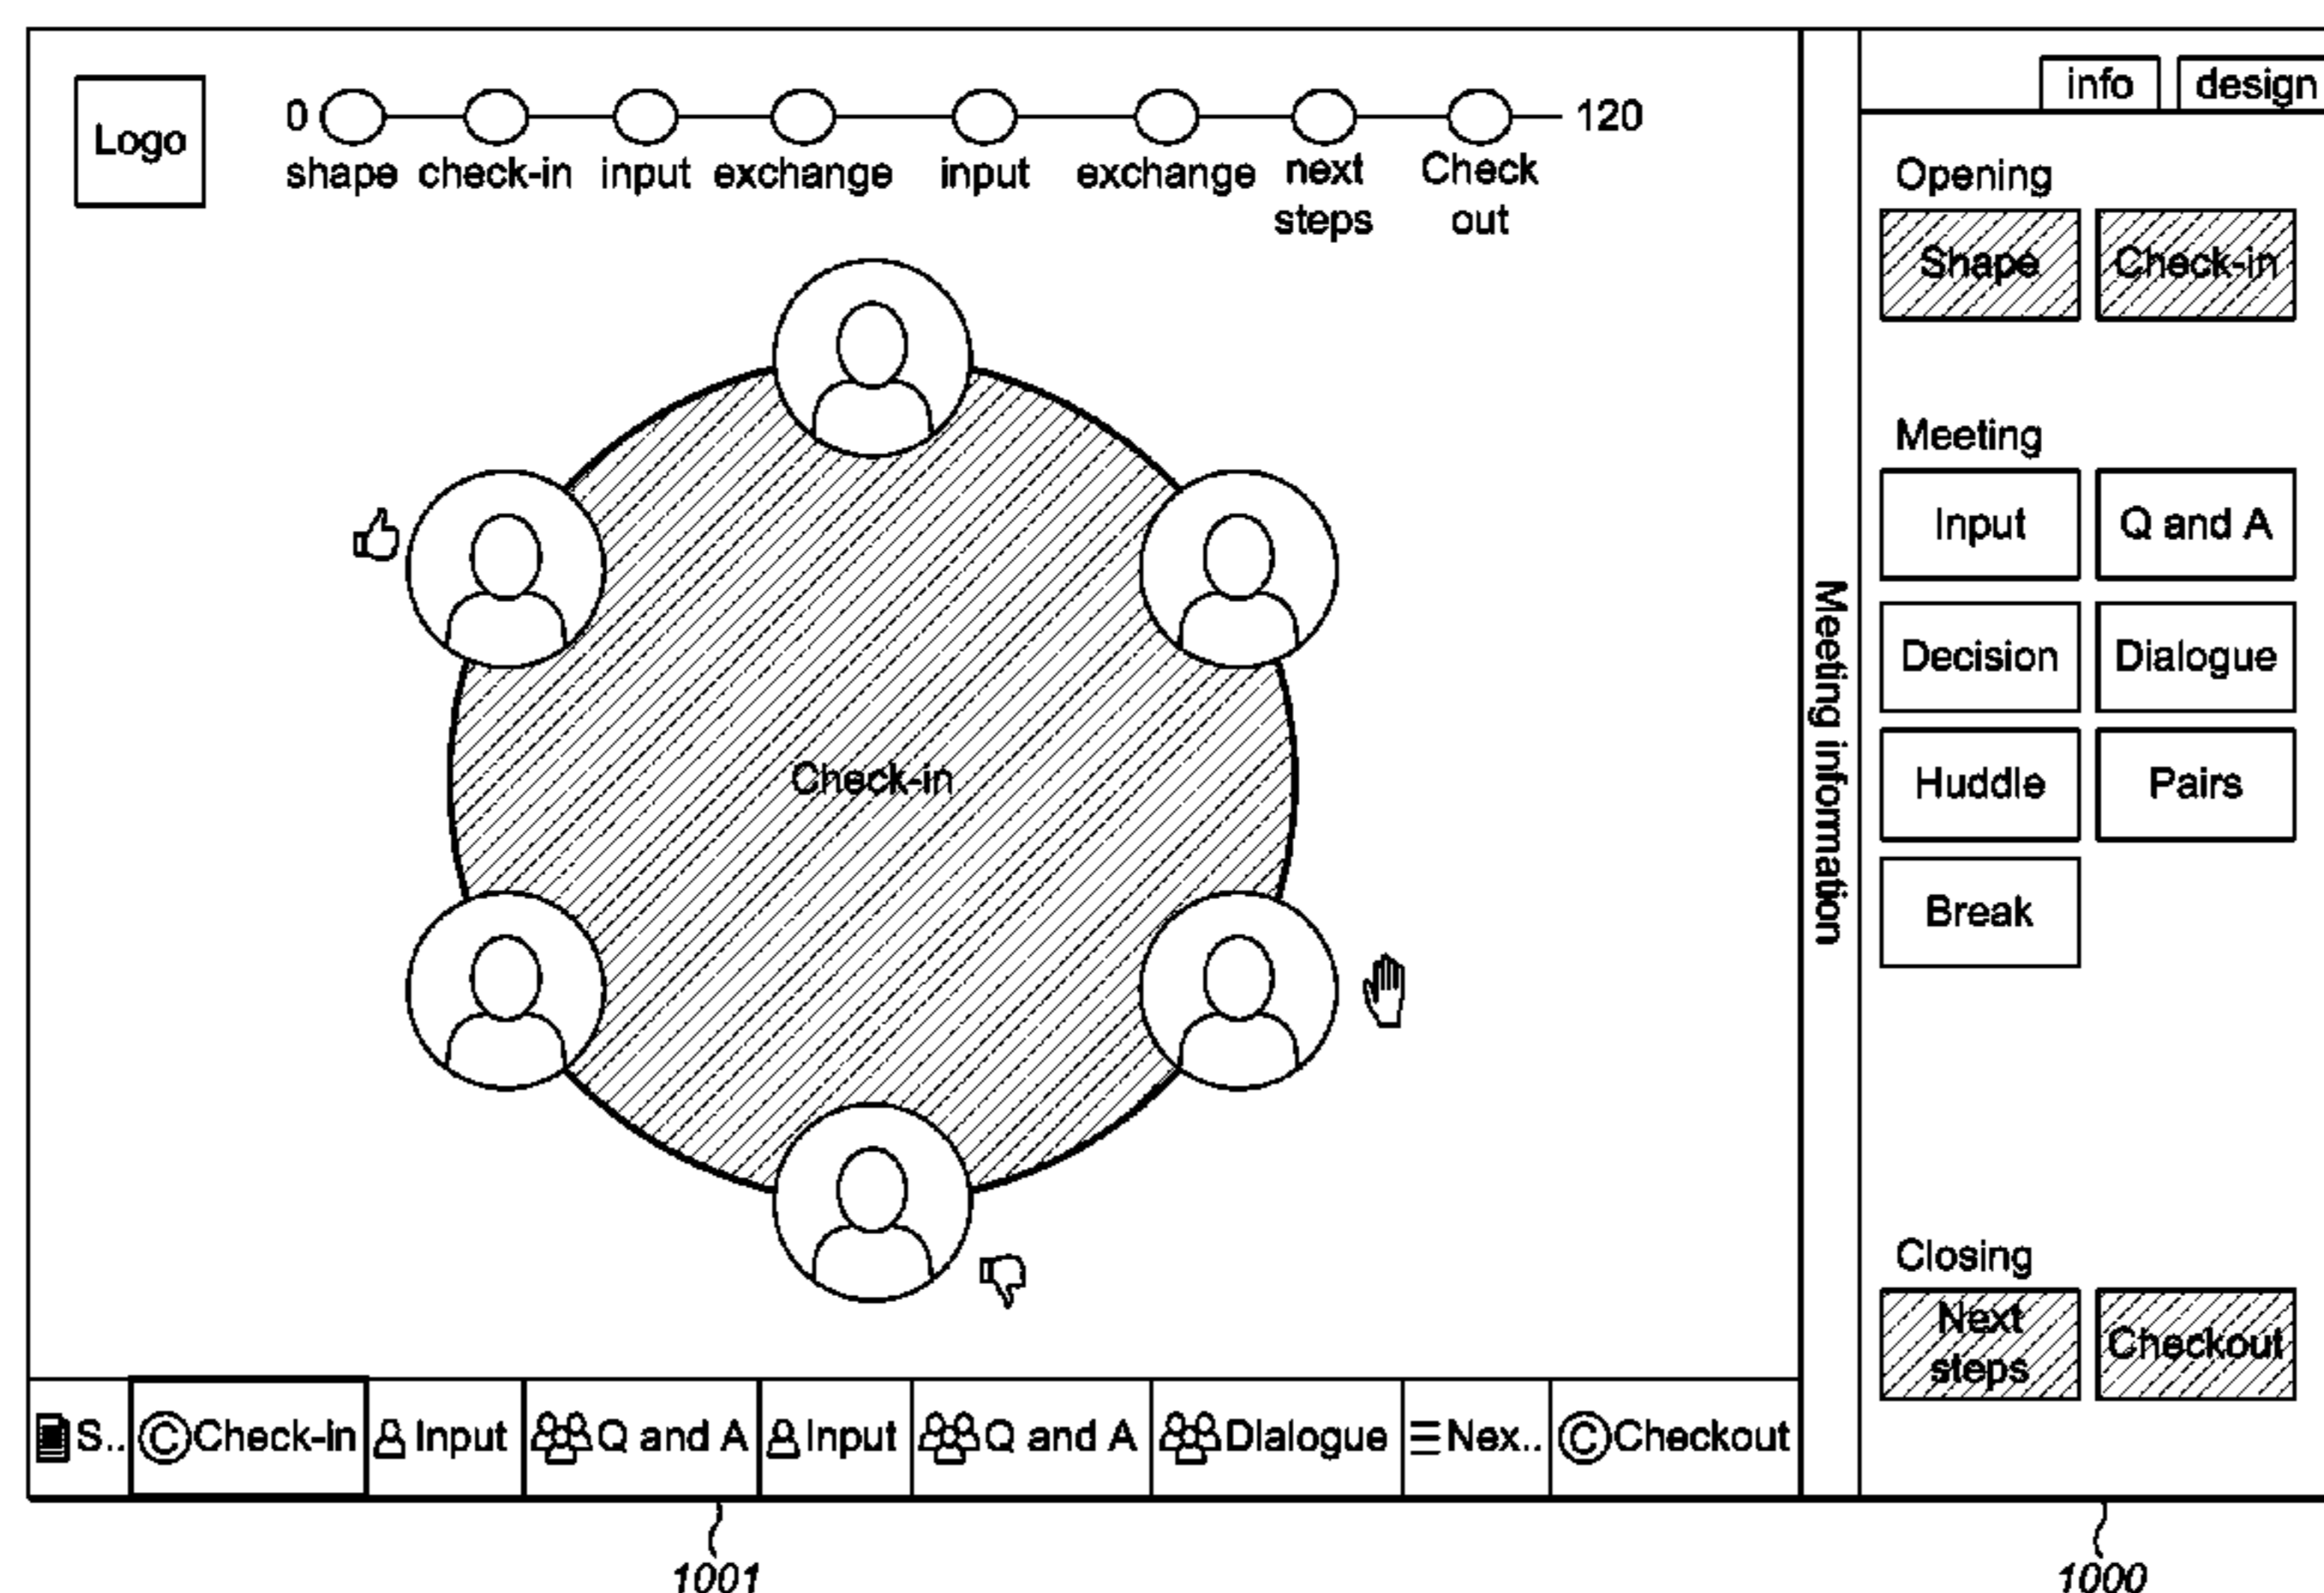 Logo
0 120
shape check-in input exchange input exchange next steps Check out
Check-in
Meeting information
info design
Opening
Shape Check-in
Meeting
Input Q and A
Decision Dialogue
Huddle Pairs
Break
Closing
Next steps Checkout
S.. ©Check-in Input Q and A Input Q and A Dialogue Nex.. ©Checkout
1001 1000